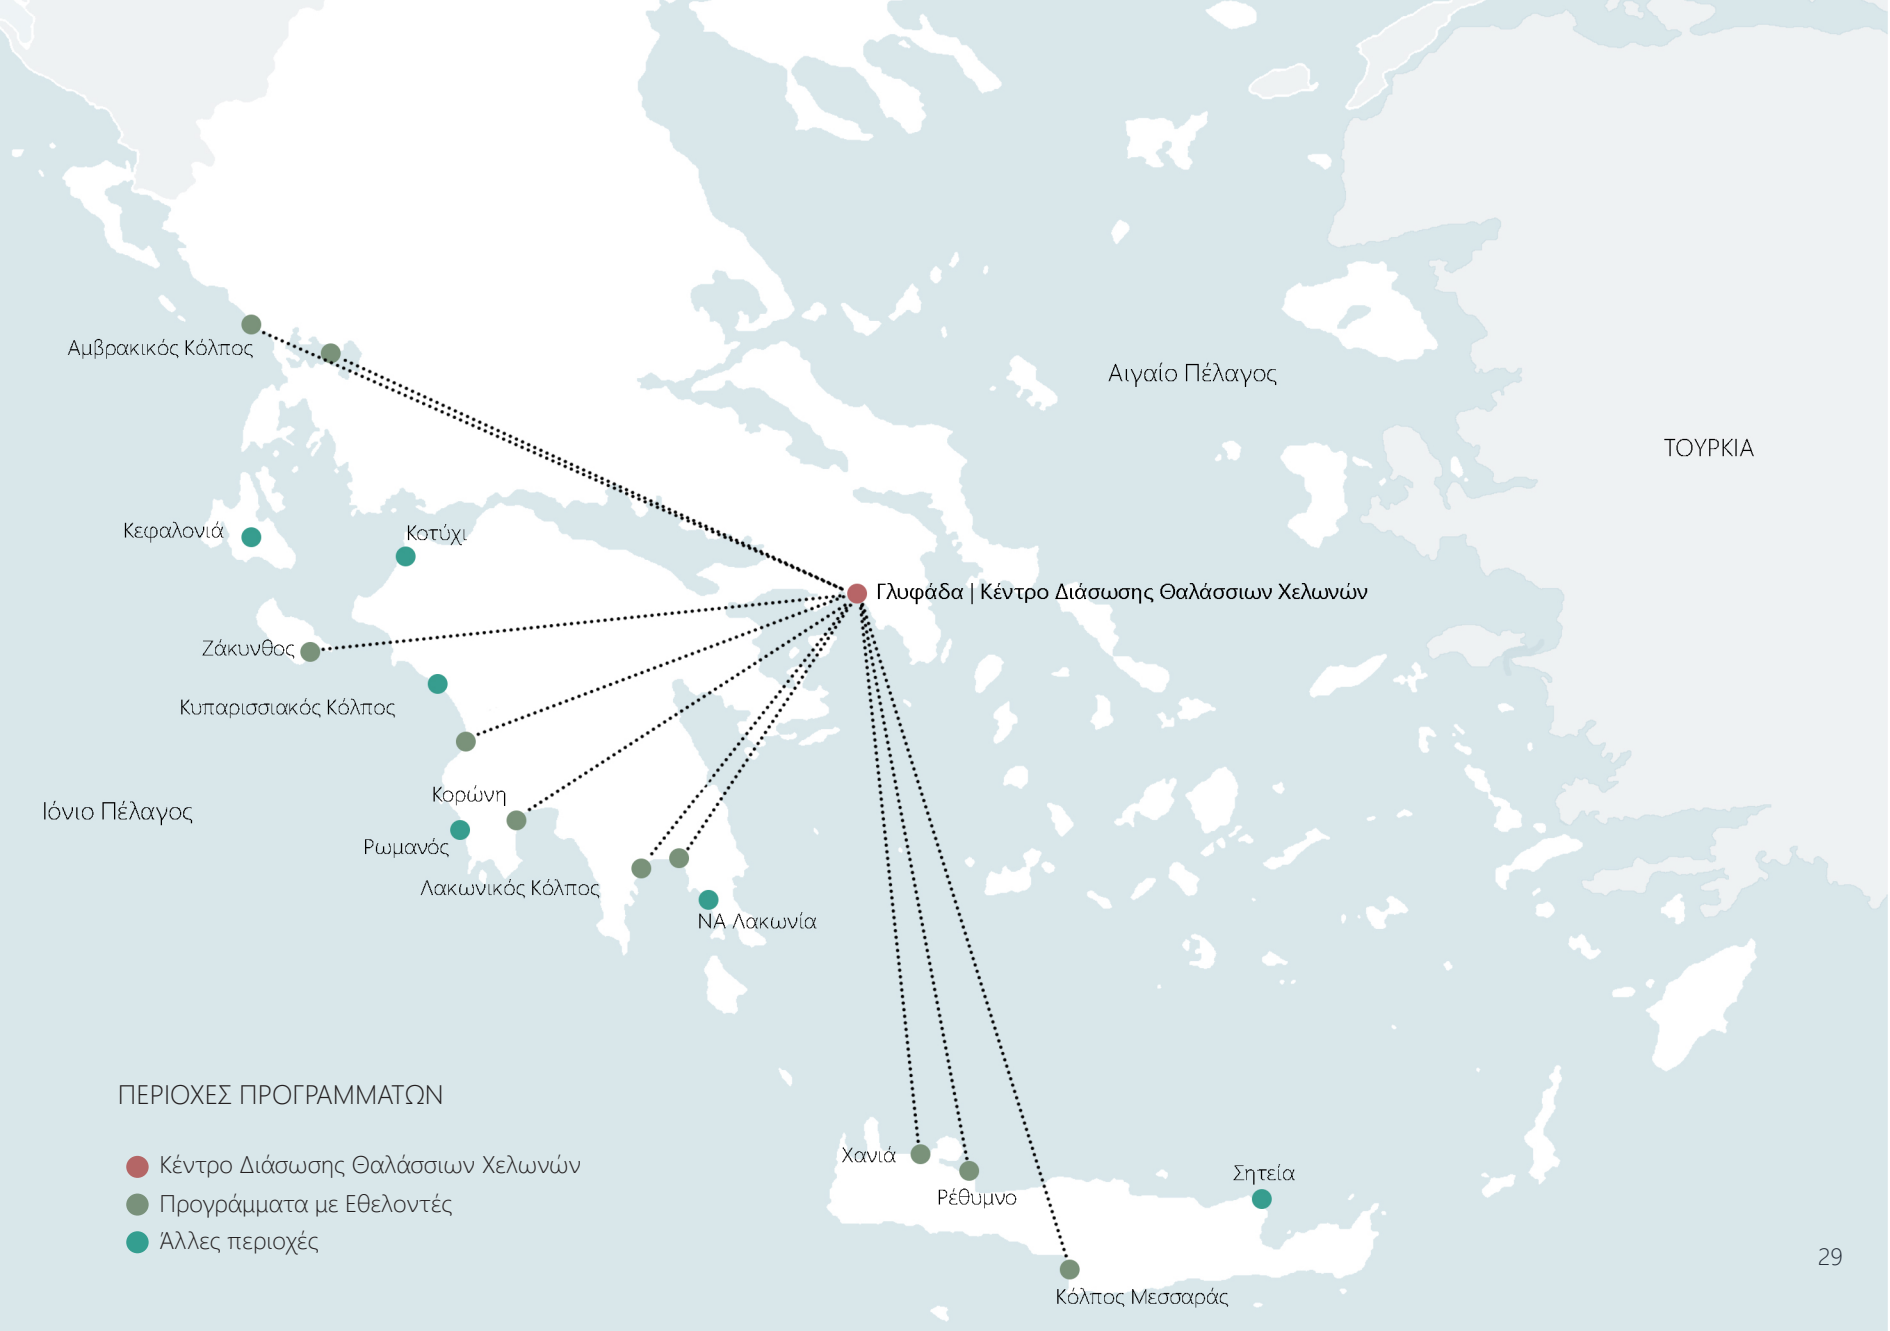 Αμβρακικός Κόλπος
Αιγαίο Πέλαγος
ΤΟΥΡΚΙΑ
Κεφαλονιά
Κοτύχι
Γλυφάδα | Κέντρο Διάσωσης Θαλάσσιων Χελωνών
Ζάκυνθος
Κυπαρισσιακός Κόλπος
Κορώνη
Ιόνιο Πέλαγος
Ρωμανός
Λακωνικός Κόλπος
ΝΑ Λακωνία
ΠΕΡΙΟΧΕΣ ΠΡΟΓΡΑΜΜΑΤΩΝ
Κέντρο Διάσωσης Θαλάσσιων Χελωνών
Προγράμματα με Εθελοντές
Άλλες περιοχές
Χανιά
Ρέθυμνο
Σητεία
Κόλπος Μεσσαράς
29